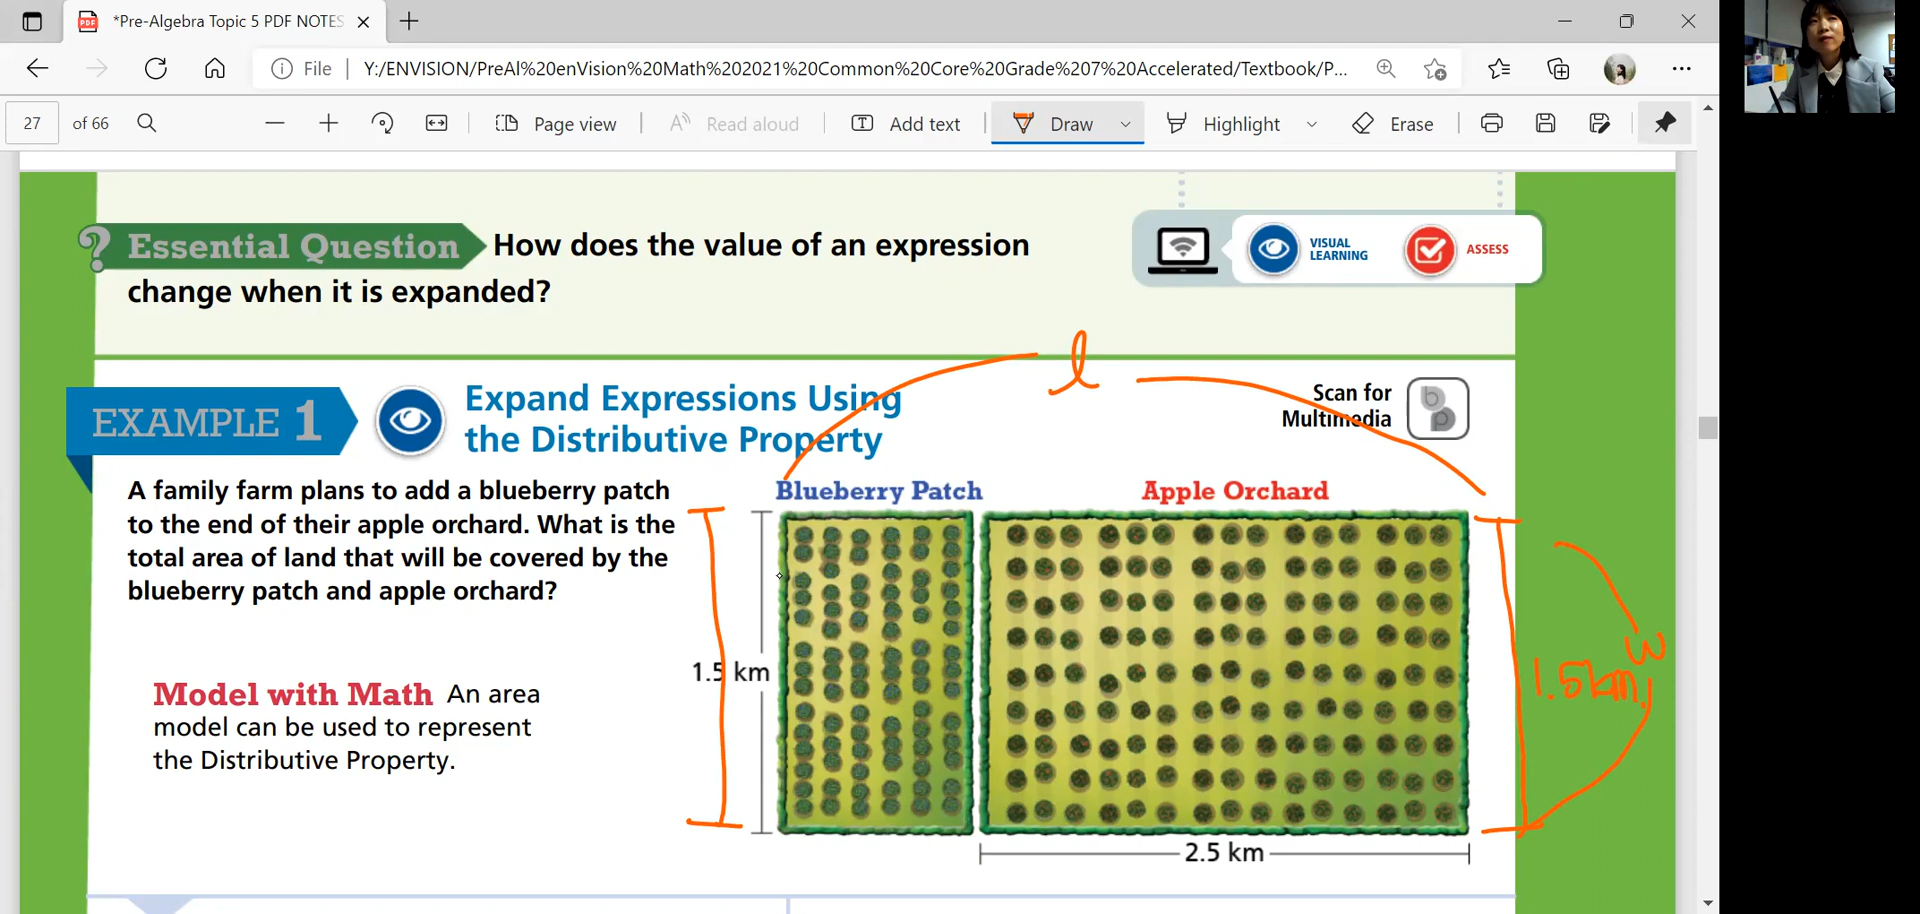 *Pre-Algebra Topic 5 PDF NOTES
File
Y:/ENVISION/PreAl%20enVision%20Math%202021%20Common%20Core%20Grade%207%20Accelerated/Textbook/P...
27 of 66
Page view
Read aloud
Add text
Draw
Highlight
Erase
? Essential Question How does the value of an expression
change when it is expanded?
VISUAL
LEARNING
ASSESS
l
EXAMPLE 1
Expand Expressions Using
the Distributive Property
Scan for
Multimedia
b
p
A family farm plans to add a blueberry patch
to the end of their apple orchard. What is the
total area of land that will be covered by the
blueberry patch and apple orchard?
Blueberry Patch
Apple Orchard
1.5 km
w
1.5km
Model with Math An area
model can be used to represent
the Distributive Property.
2.5 km